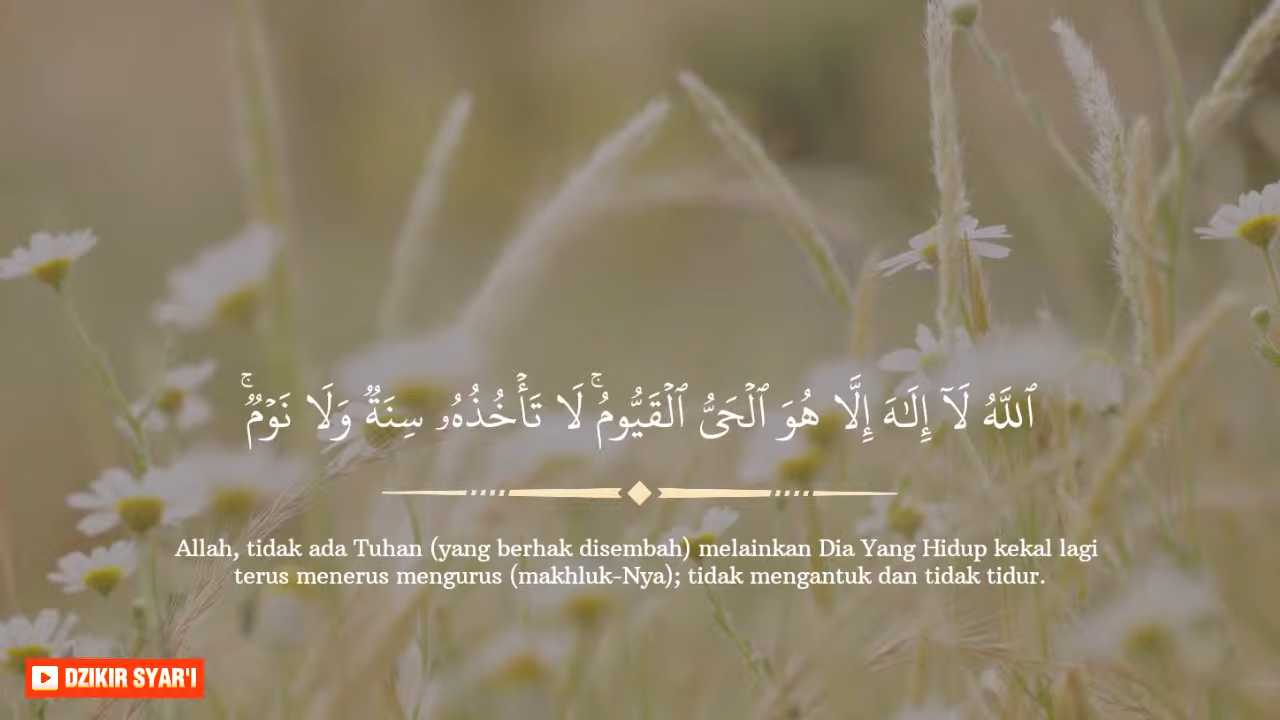 ٱللَّهُ لَآ إِلَـٰهَ إِلَّا هُوَ ٱلْحَىُّ ٱلْقَيُّومُ ۚ لَا تَأْخُذُهُۥ سِنَةٌ وَلَا نَوْمٌ ۚ
Allah, tidak ada Tuhan (yang berhak disembah) melainkan Dia Yang Hidup kekal lagi
terus menerus mengurus (makhluk-Nya); tidak mengantuk dan tidak tidur.
DZIKIR SYAR'I